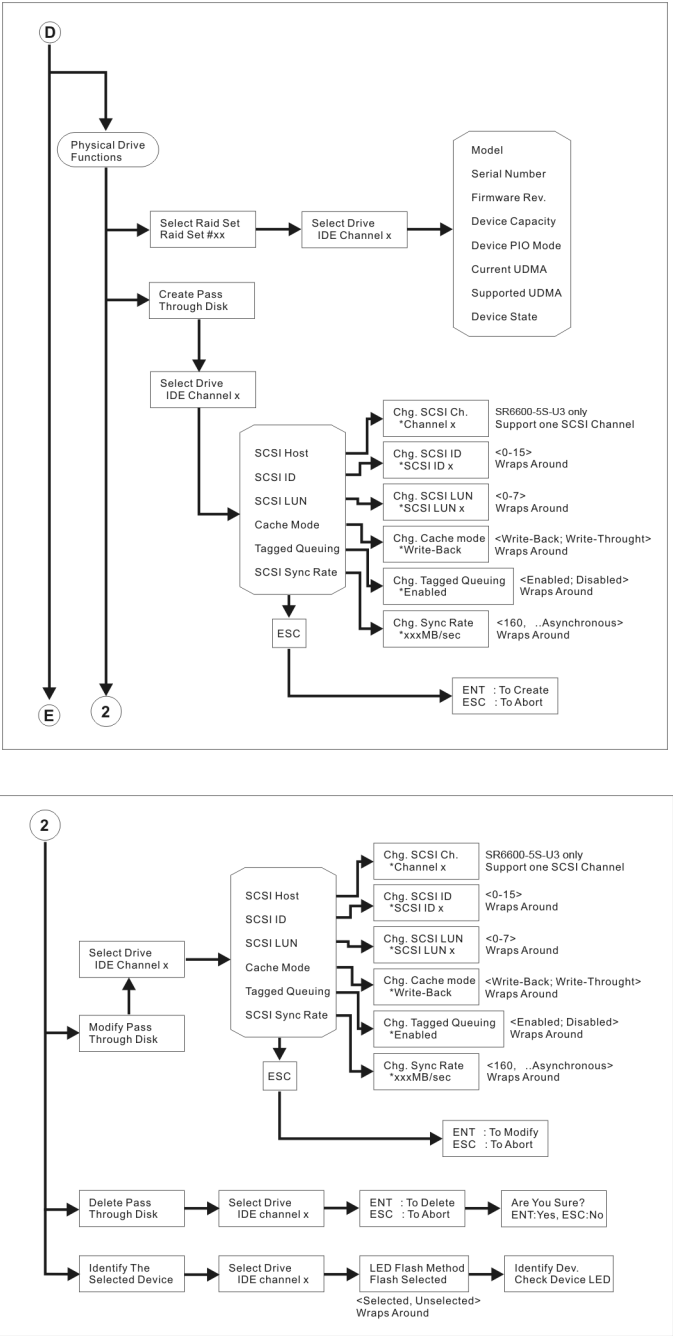 D
Physical Drive
Functions
Model
Serial Number
Firmware Rev.
Device Capacity
Device PIO Mode
Current UDMA
Supported UDMA
Device State
Select Raid Set
Raid Set #xx
Select Drive
IDE Channel x
Create Pass
Through Disk
Select Drive
IDE Channel x
SCSI Host
SCSI ID
SCSI LUN
Cache Mode
Tagged Queuing
SCSI Sync Rate
Chg. SCSI Ch.
*Channel x
SR6600-5S-U3 only
Support one SCSI Channel
Chg. SCSI ID
*SCSI ID x
<0-15>
Wraps Around
Chg. SCSI LUN
*SCSI LUN x
<0-7>
Wraps Around
Chg. Cache mode
*Write-Back
<Write-Back; Write-Throught>
Wraps Around
Chg. Tagged Queuing
*Enabled
<Enabled; Disabled>
Wraps Around
Chg. Sync Rate
*xxxMB/sec
<160, ..Asynchronous>
Wraps Around
ESC
ENT : To Create
ESC : To Abort
E
2
2
Select Drive
IDE Channel x
Modify Pass
Through Disk
SCSI Host
SCSI ID
SCSI LUN
Cache Mode
Tagged Queuing
SCSI Sync Rate
Chg. SCSI Ch.
*Channel x
SR6600-5S-U3 only
Support one SCSI Channel
Chg. SCSI ID
*SCSI ID x
<0-15>
Wraps Around
Chg. SCSI LUN
*SCSI LUN x
<0-7>
Wraps Around
Chg. Cache mode
*Write-Back
<Write-Back; Write-Throught>
Wraps Around
Chg. Tagged Queuing
*Enabled
<Enabled; Disabled>
Wraps Around
Chg. Sync Rate
*xxxMB/sec
<160, ..Asynchronous>
Wraps Around
ESC
ENT : To Modify
ESC : To Abort
Delete Pass
Through Disk
Select Drive
IDE channel x
ENT : To Delete
ESC : To Abort
Are You Sure?
ENT:Yes, ESC:No
Identify The
Selected Device
Select Drive
IDE channel x
LED Flash Method
Flash Selected
<Selected, Unselected>
Wraps Around
Identify Dev.
Check Device LED